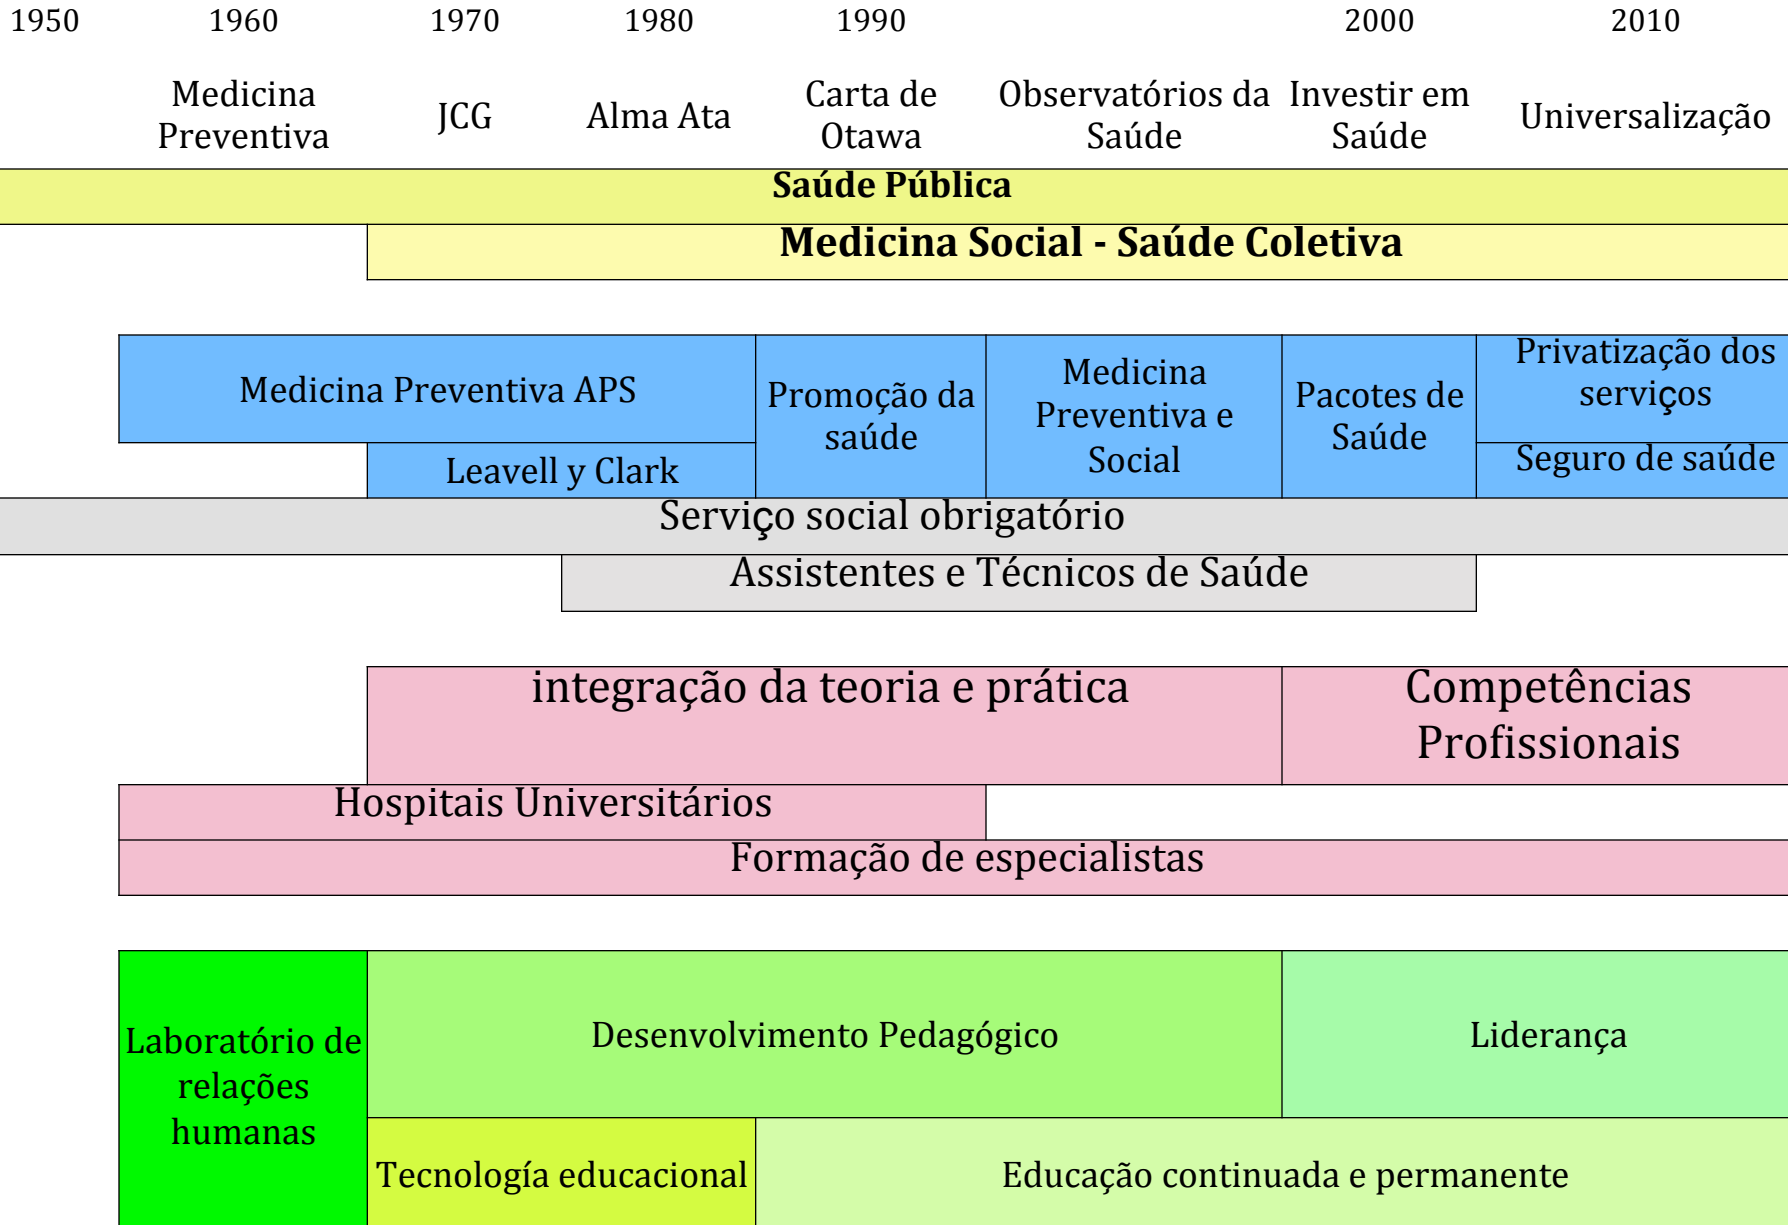 1950 1960 1970 1980 1990 2000 2010
Medicina
Preventiva
JCG
Alma Ata
Carta de
Otawa
Observatórios da
Saúde
Investir em
Saúde
Universalização
Saúde Pública
Medicina Social - Saúde Coletiva
Medicina Preventiva APS
Leavell y Clark
Promoção da
saúde
Medicina
Preventiva e
Social
Pacotes de
Saúde
Privatização dos
serviços
Seguro de saúde
Serviço social obrigatório
Assistentes e Técnicos de Saúde
integração da teoria e prática
Competências
Profissionais
Hospitais Universitários
Formação de especialistas
Laboratório de
relações
humanas
Desenvolvimento Pedagógico
Liderança
Tecnología educacional
Educação continuada e permanente